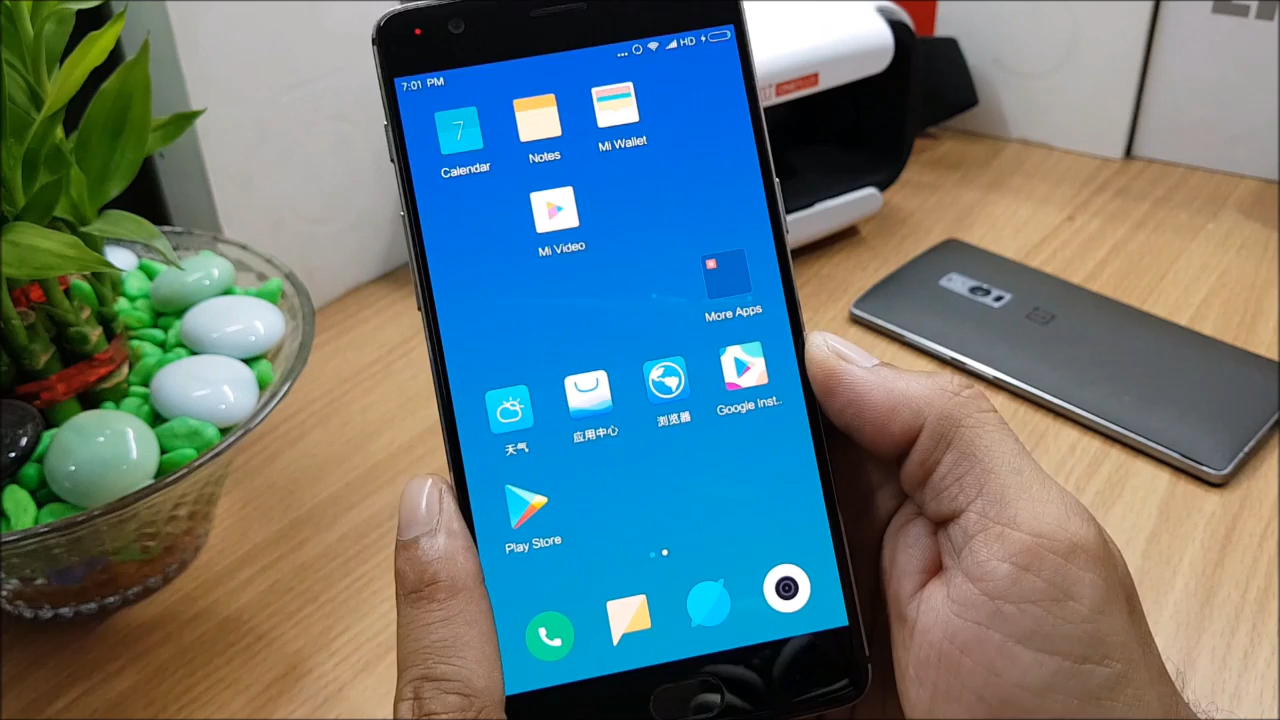 7:01 PM
HD
7
Calendar
Notes
Mi Wallet
Mi Video
More Apps
天气
应用中心
浏览器
Google Inst..
Play Store